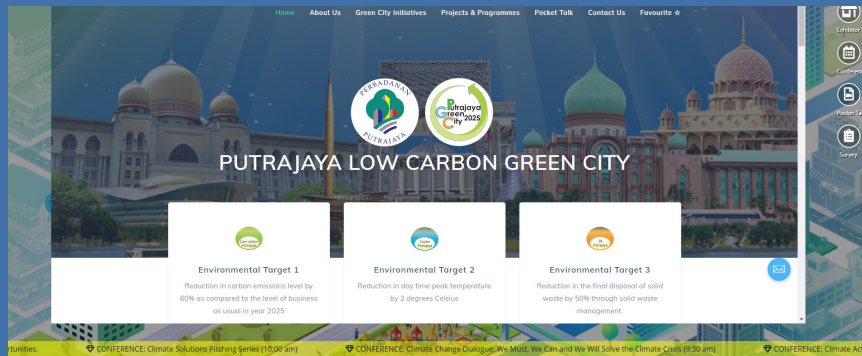 Home About Us Green City Initiatives Projects & Programmes Pocket Talk Contact Us Favourite ☆
Exhibitor
Conference
Pocket Talk
Survey
PERBADANAN
PUTRAJAYA
Putrajaya
Green
City 2025
PUTRAJAYA LOW CARBON GREEN CITY
Environmental Target 1
Reduction in carbon emissions level by
60% as compared to the level of business
as usual in year 2025
Environmental Target 2
Reduction in day time peak temperature
by 2 degrees Celsius
Environmental Target 3
Reduction in the final disposal of solid
waste by 50% through solid waste
management.
rtunities. CONFERENCE: Climate Solutions Pitching Series (10:00 am) CONFERENCE: Climate Change Dialogue: We Must, We Can and We Will Solve the Climate Crisis (9:30 am) CONFERENCE: Climate